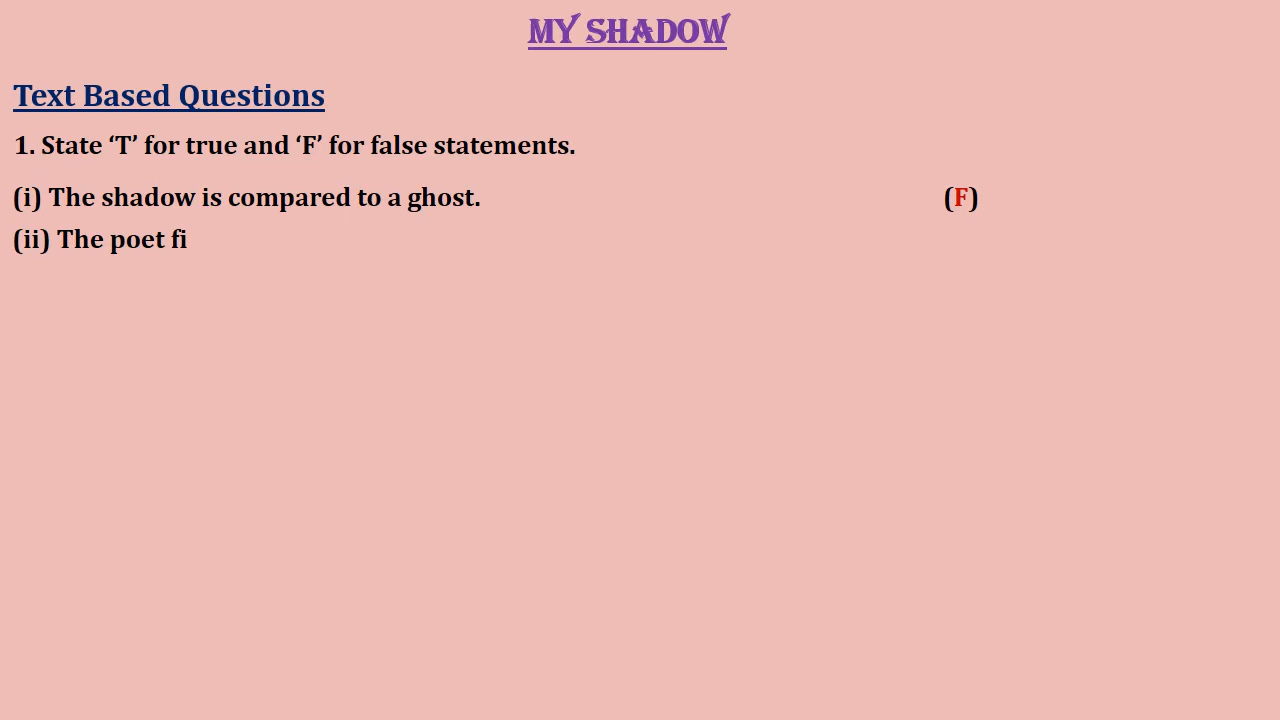 MY SHADOW
Text Based Questions
1. State ‘T’ for true and ‘F’ for false statements.
(i) The shadow is compared to a ghost. (F)
(ii) The poet fi